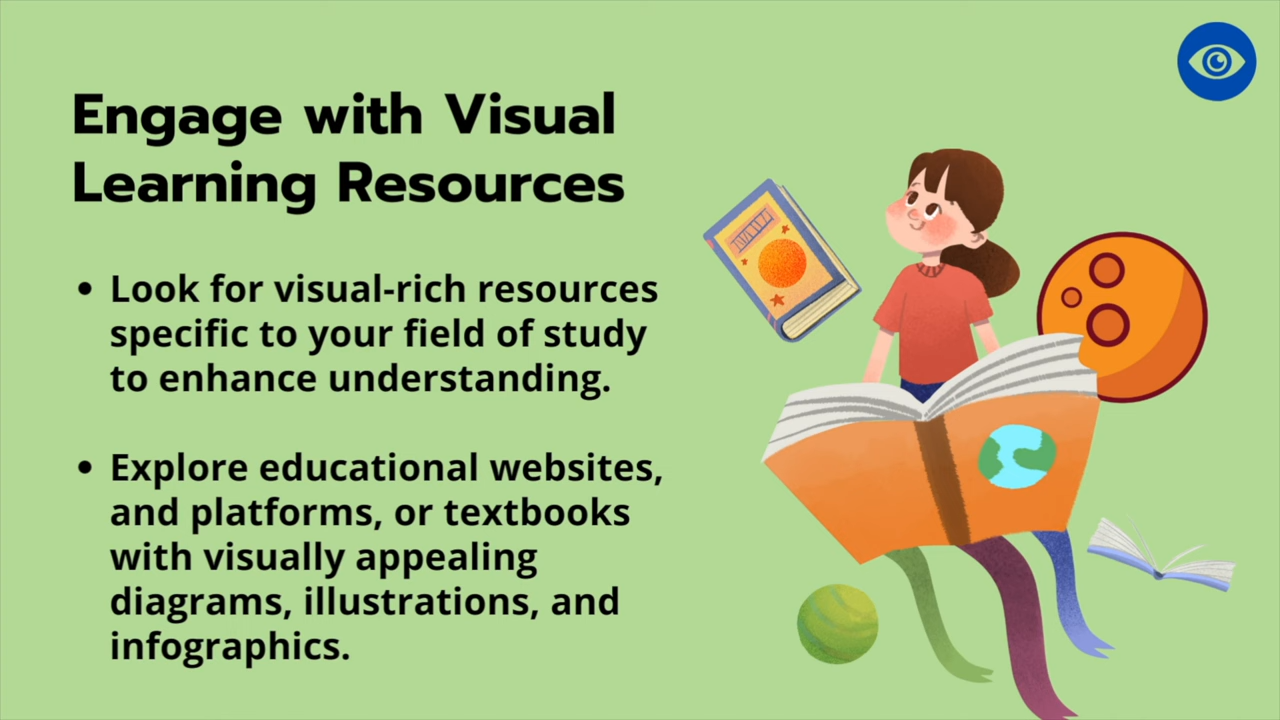 Engage with Visual
Learning Resources
• Look for visual-rich resources
specific to your field of study
to enhance understanding.
• Explore educational websites,
and platforms, or textbooks
with visually appealing
diagrams, illustrations, and
infographics.